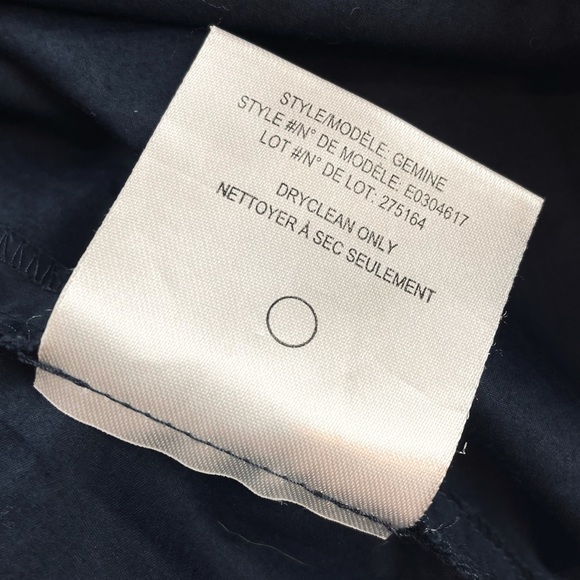 STYLE/MODÈLE: GEMINE
STYLE #/N° DE MODÈLE: E0304617
LOT #/N° DE LOT: 275164
DRYCLEAN ONLY
NETTOYER À SEC SEULEMENT